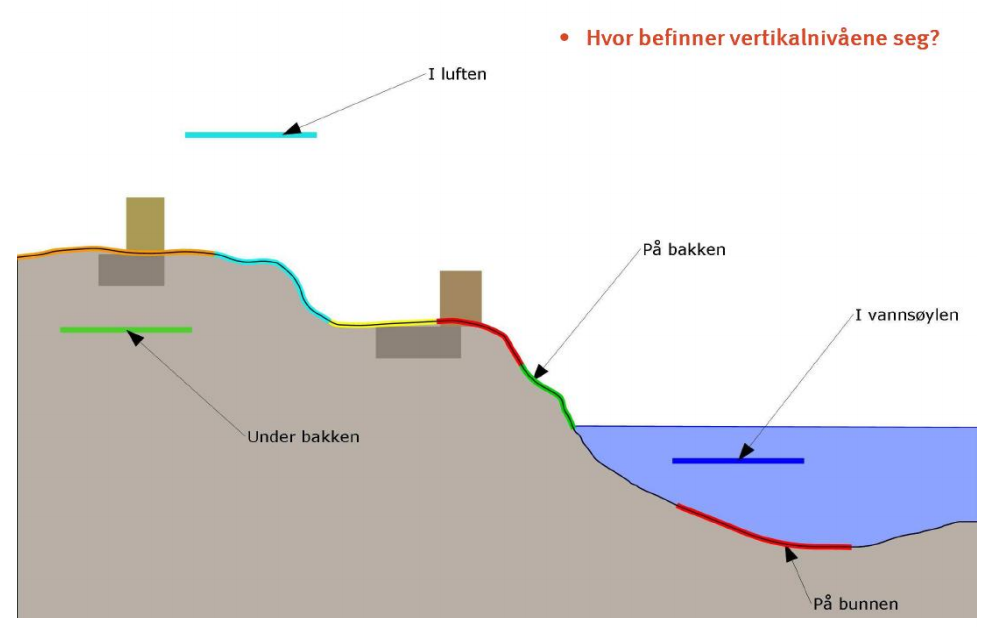 • Hvor befinner vertikalnivåene seg?
I luften
På bakken
I vannsøylen
Under bakken
På bunnen